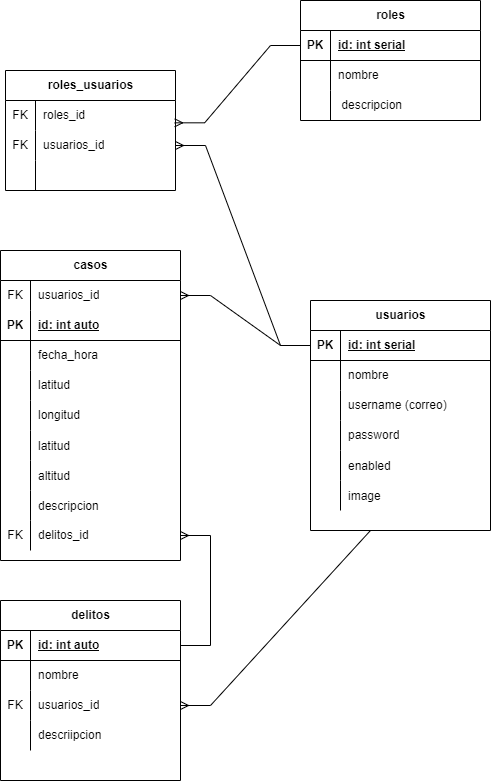 roles
PK id: int serial
nombre
descripcion
roles_usuarios
FK roles_id
FK usuarios_id
casos
FK usuarios_id
PK id: int auto
fecha_hora
latitud
longitud
latitud
altitud
descripcion
FK delitos_id
usuarios
PK id: int serial
nombre
username (correo)
password
enabled
image
delitos
PK id: int auto
nombre
FK usuarios_id
descriipcion